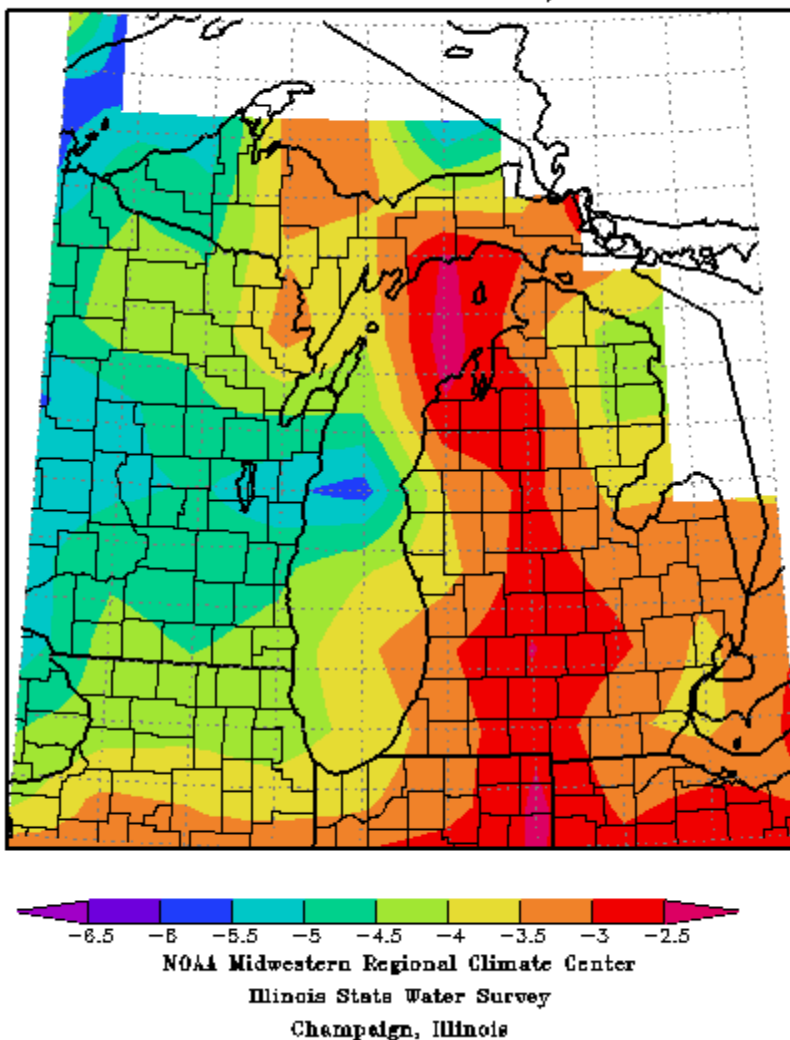 -6.5 -6 -5.5 -5 -4.5 -4 -3.5 -3 -2.5
NOAA Midwestern Regional Climate Center
Illinois State Water Survey
Champaign, Illinois